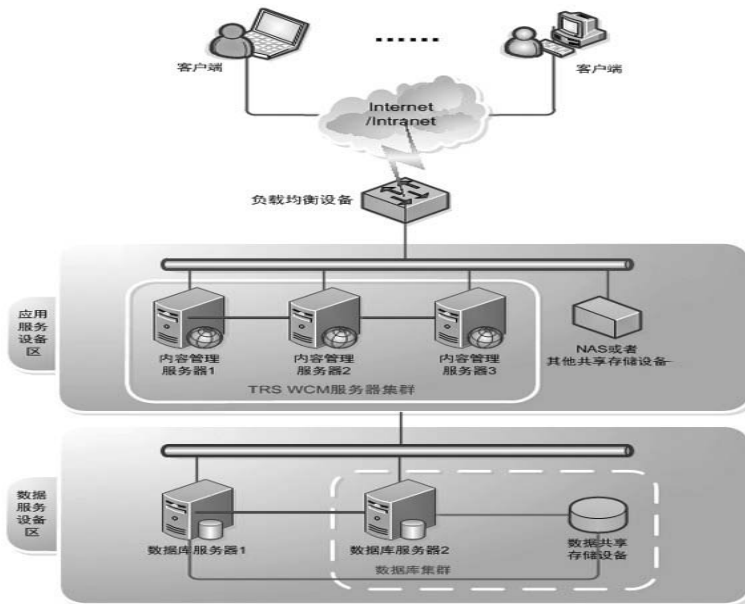 客户端
客户端
Internet
/Intranet
负载均衡设备
应用
服务
设备
区
内容管理
服务器1
内容管理
服务器2
内容管理
服务器3
NAS或者
其他共享存储设备
TRS WCM服务器集群
数据
服务
设备
区
数据库服务器1
数据库服务器2
数据共享
存储设备
数据库集群